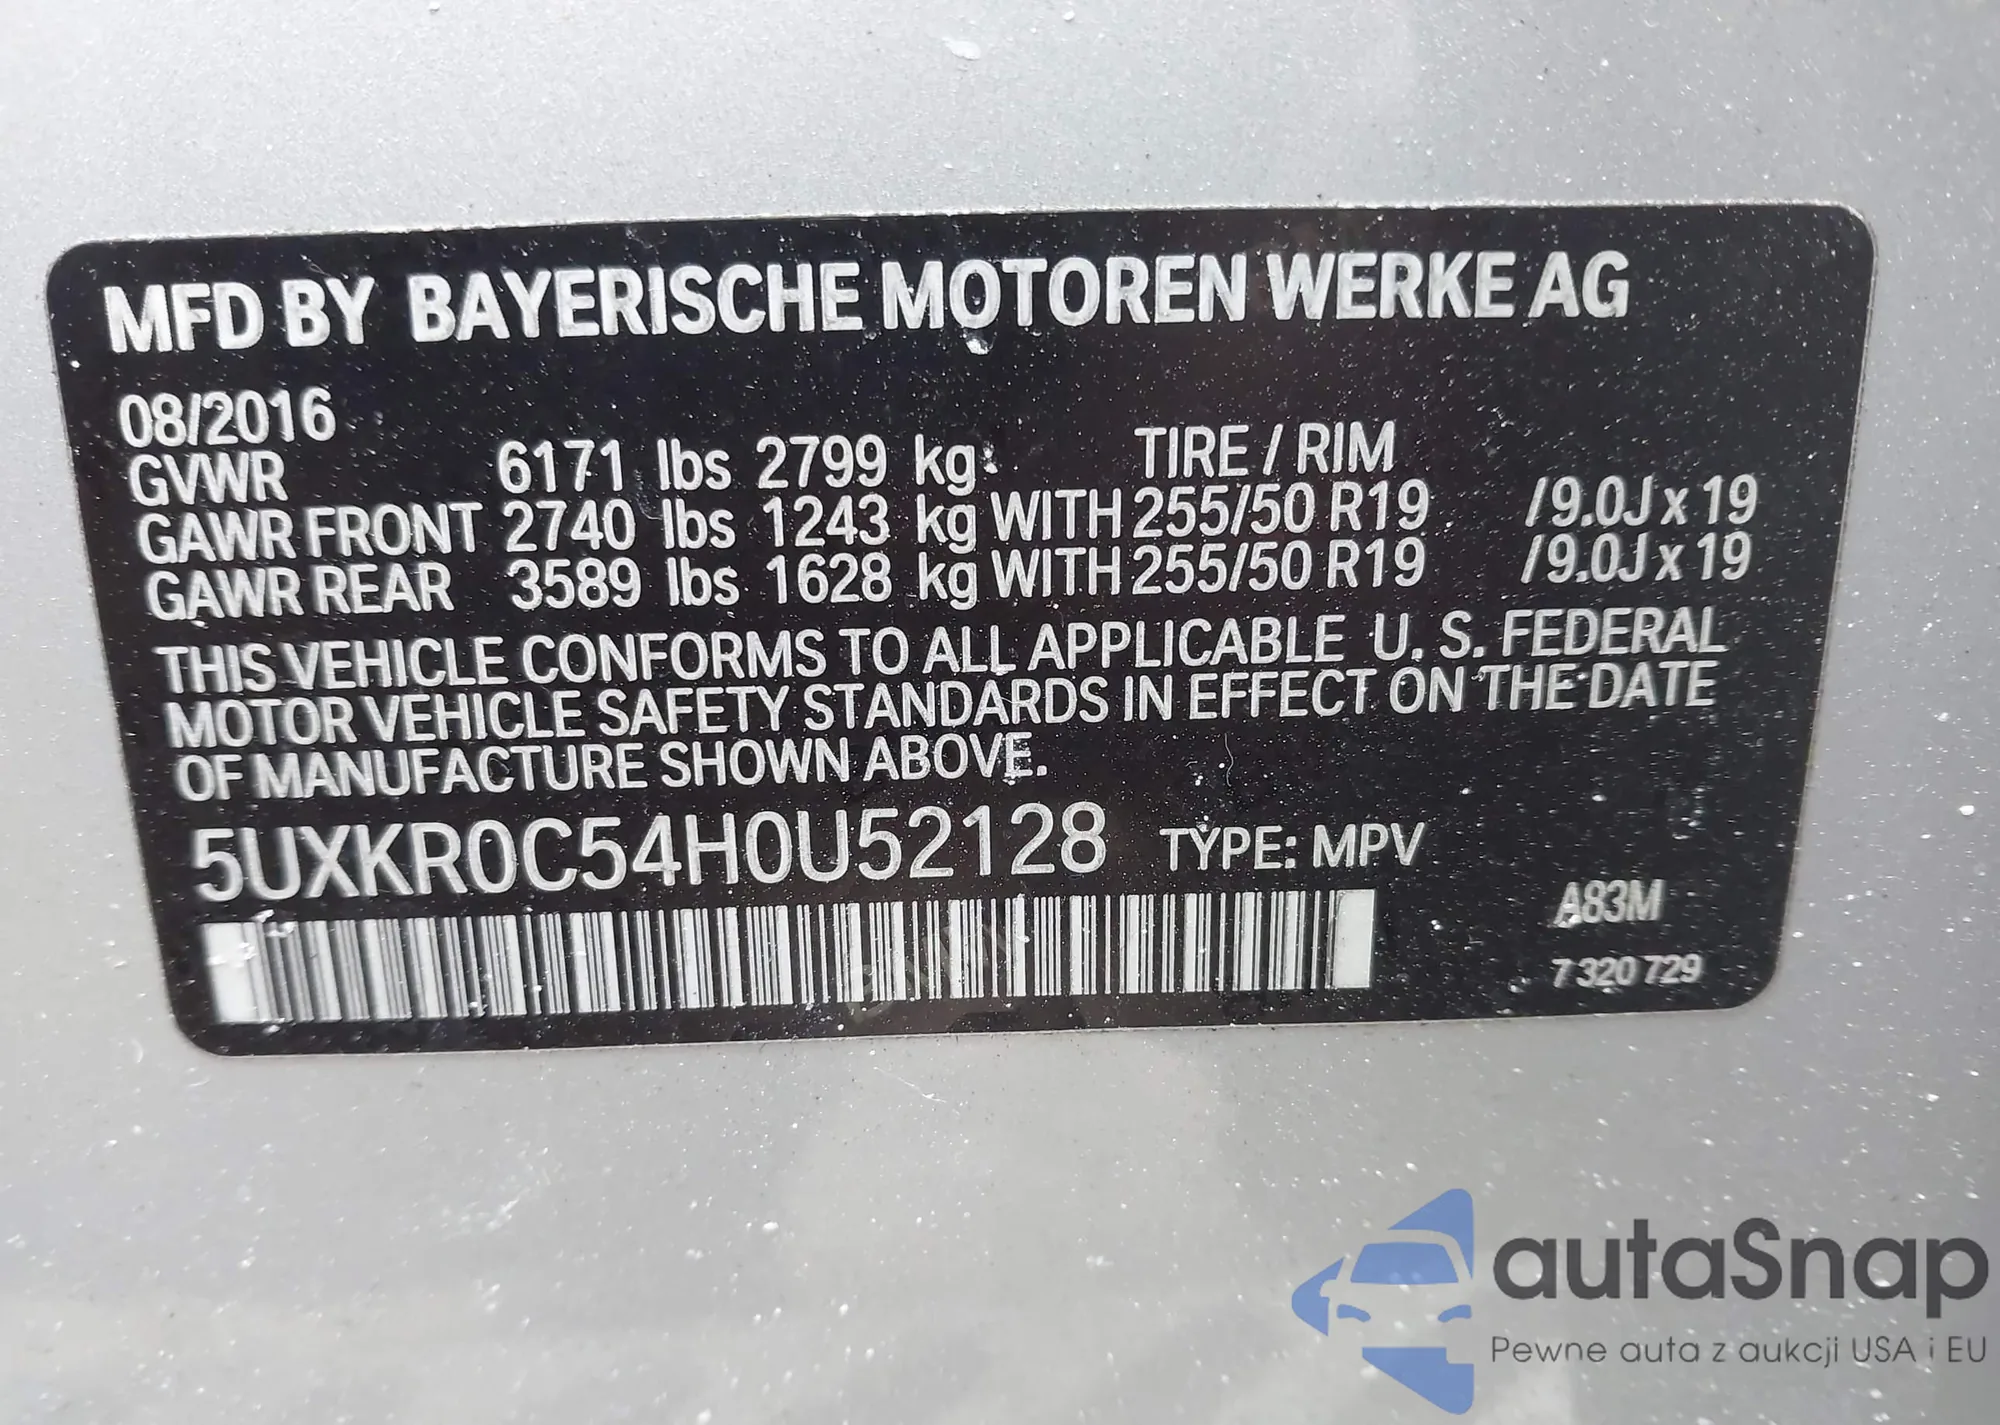 MFD BY BAYERISCHE MOTOREN WERKE AG
08/2016
GVWR 6171 lbs 2799 kg TIRE / RIM
GAWR FRONT 2740 lbs 1243 kg WITH 255/50 R19 /9.0J x 19
GAWR REAR 3589 lbs 1628 kg WITH 255/50 R19 /9.0J x 19
THIS VEHICLE CONFORMS TO ALL APPLICABLE U. S. FEDERAL
MOTOR VEHICLE SAFETY STANDARDS IN EFFECT ON THE DATE
OF MANUFACTURE SHOWN ABOVE.
5UXKR0C54H0U52128 TYPE: MPV
A83M
7 320 729
autaSnap
Pewne auta z aukcji USA i EU